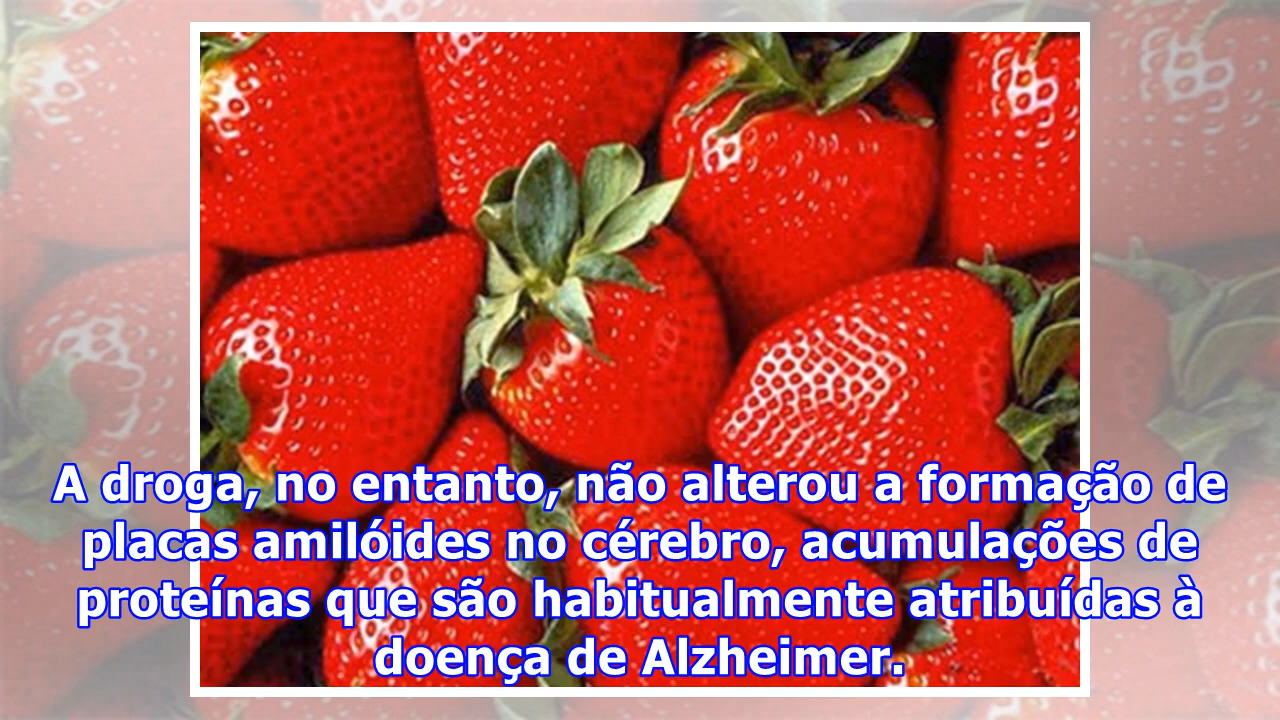 A droga, no entanto, não alterou a formação de
placas amilóides no cérebro, acumulações de
proteínas que são habitualmente atribuídas à
doença de Alzheimer.